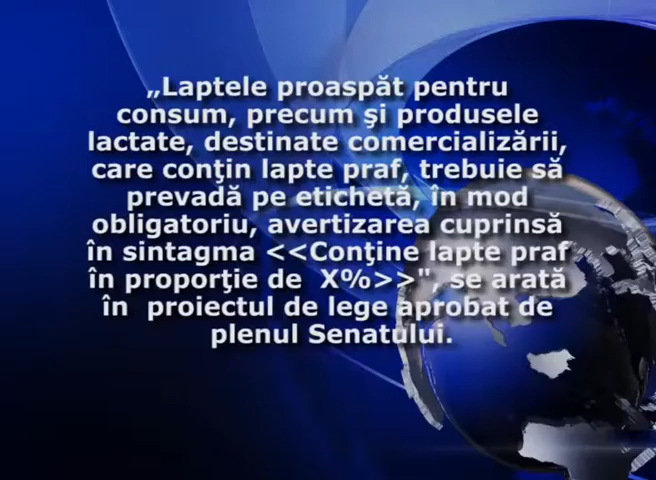 „Laptele proaspăt pentru
consum, precum şi produsele
lactate, destinate comercializării,
care conţin lapte praf, trebuie să
prevadă pe etichetă, în mod
obligatoriu, avertizarea cuprinsă
în sintagma <<Conţine lapte praf
în proporţie de  X%>>", se arată
în  proiectul de lege aprobat de
plenul Senatului.